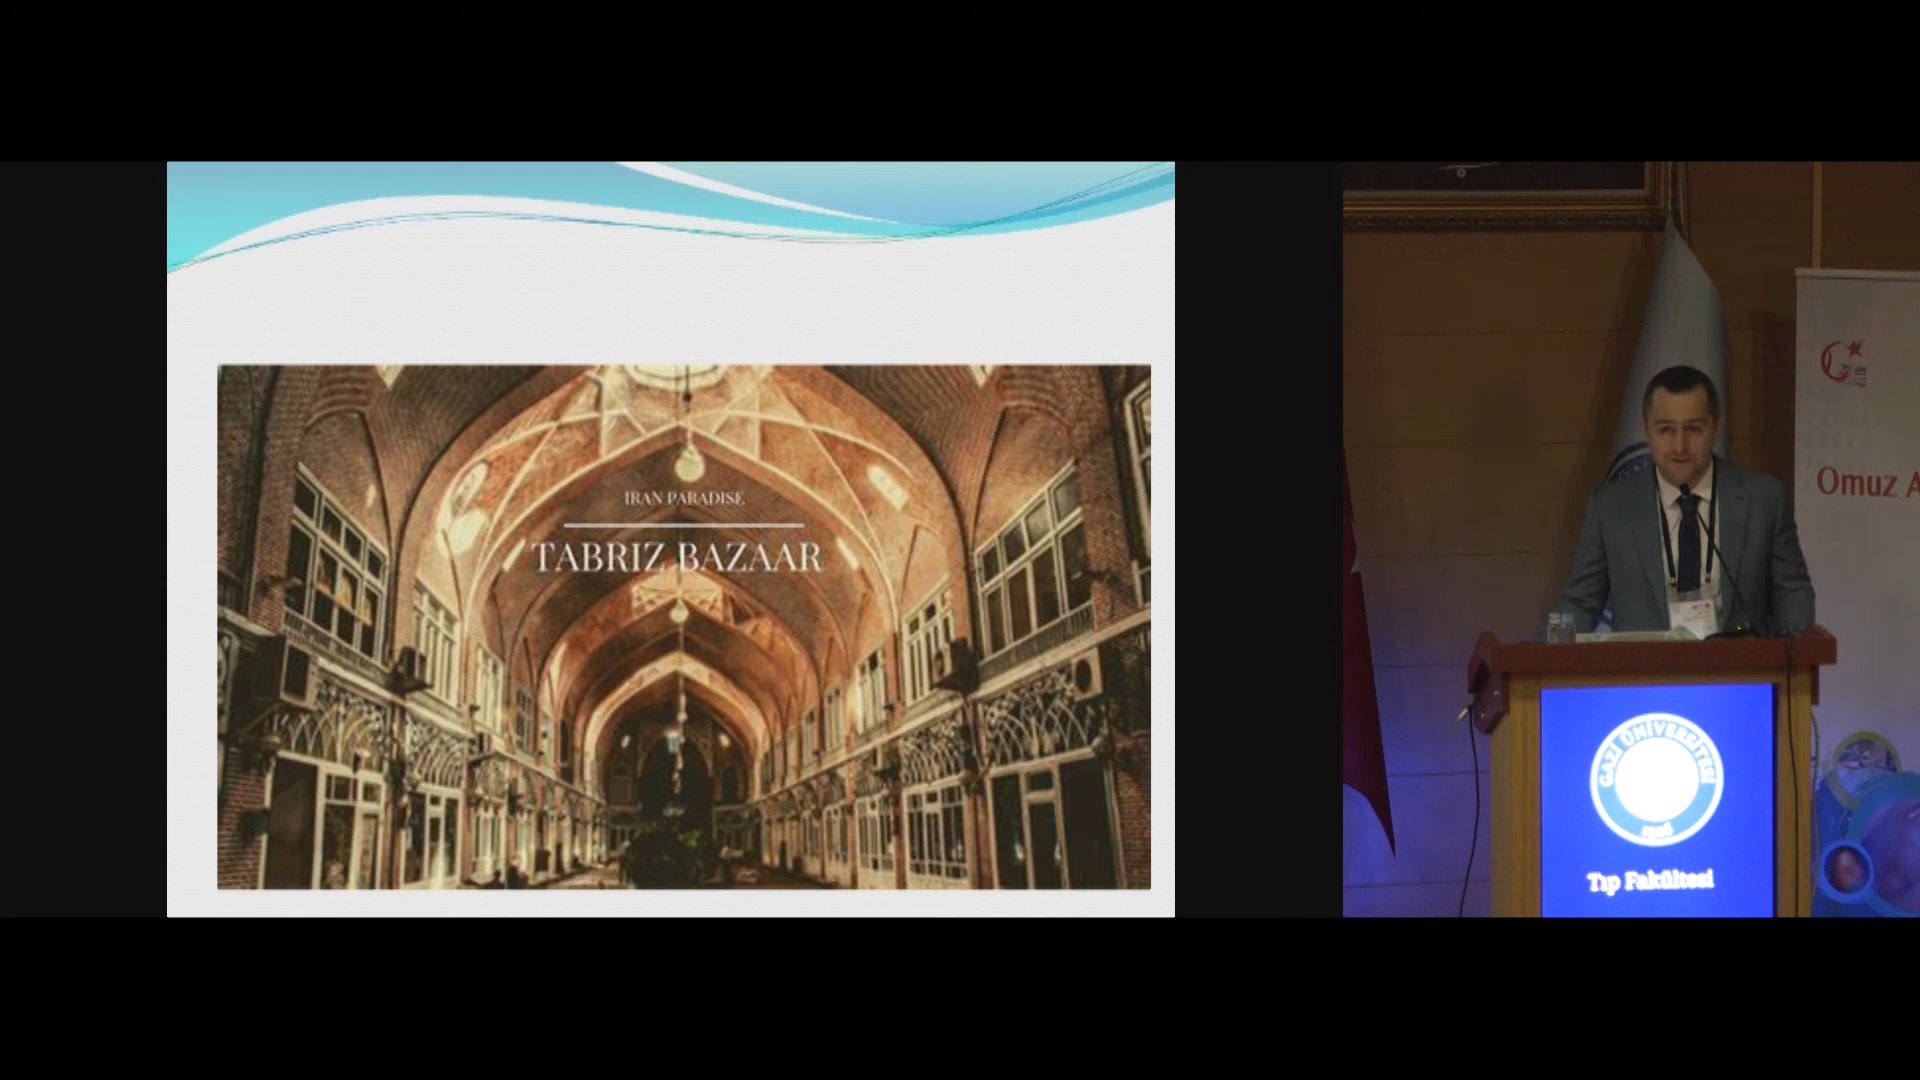 IRAN PARADISE
TABRIZ BAZAAR
Omuz A
GAZİ ÜNİVERSİTESİ
Tıp Fakültesi